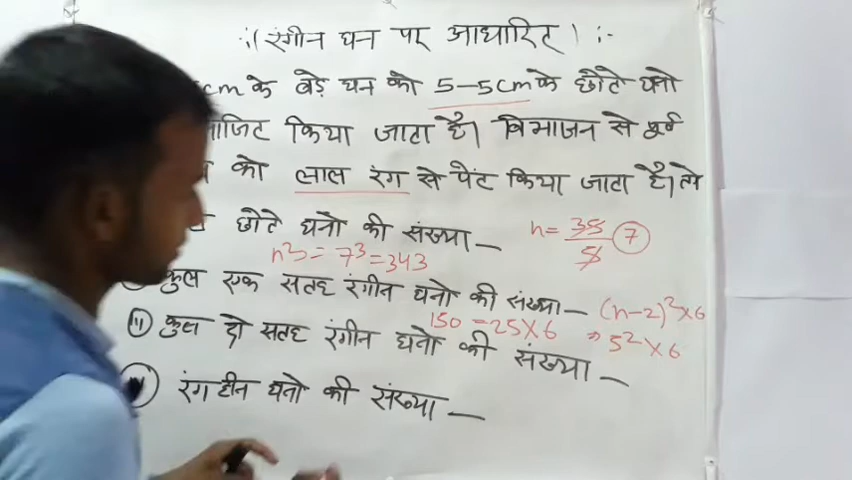 :(रंगीन घन पर आधारित) :-
cm के बड़े घन को 5-5cm के छोटे घनो
किया जाता है। विभाजन से पूर्व
को लाल रंग से पेंट किया जाता है। तो
छोटे घनो की संख्या _ n = 35/5 7
n³ = 7³ = 343
कुल एक सतह रंगीन घनो की संख्या _ (n-2)² × 6
150 = 25 × 6 ⇒ 5² × 6
(II) कुल दो सतह रंगीन घनो की संख्या _
रंगहीन घनो की संख्या _